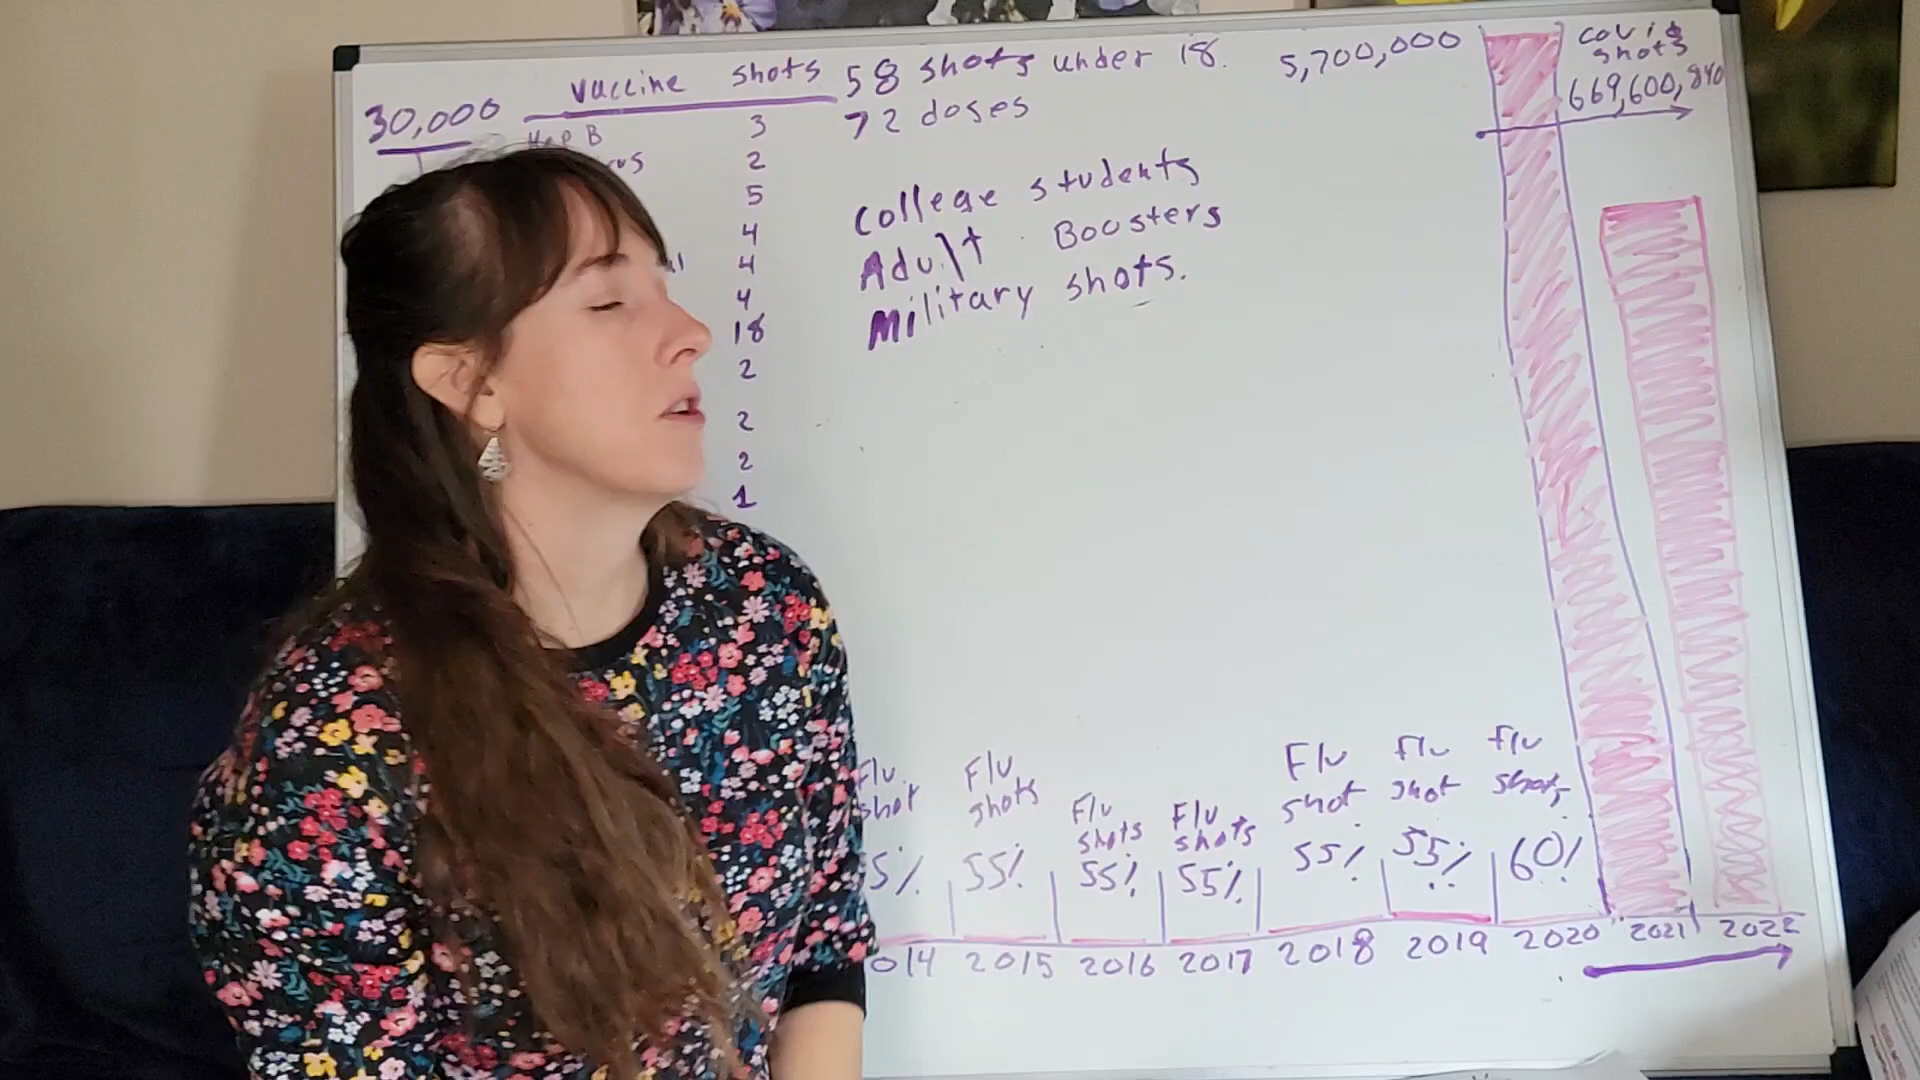 30,000
vaccine shots
Hep B 3
2
5
4
4
4
18
2
2
2
1
58 shots under 18.
72 doses
College students
Adult Boosters
Military shots.
5,700,000
covid
shots
669,600,840
Flu shot
Flu shots
Flu shots
Flu shots
Flu shot
flu shot
flu shots
5%
55%
55%
55%
55%
55%
60%
014 2015 2016 2017 2018 2019 2020 2021 2022